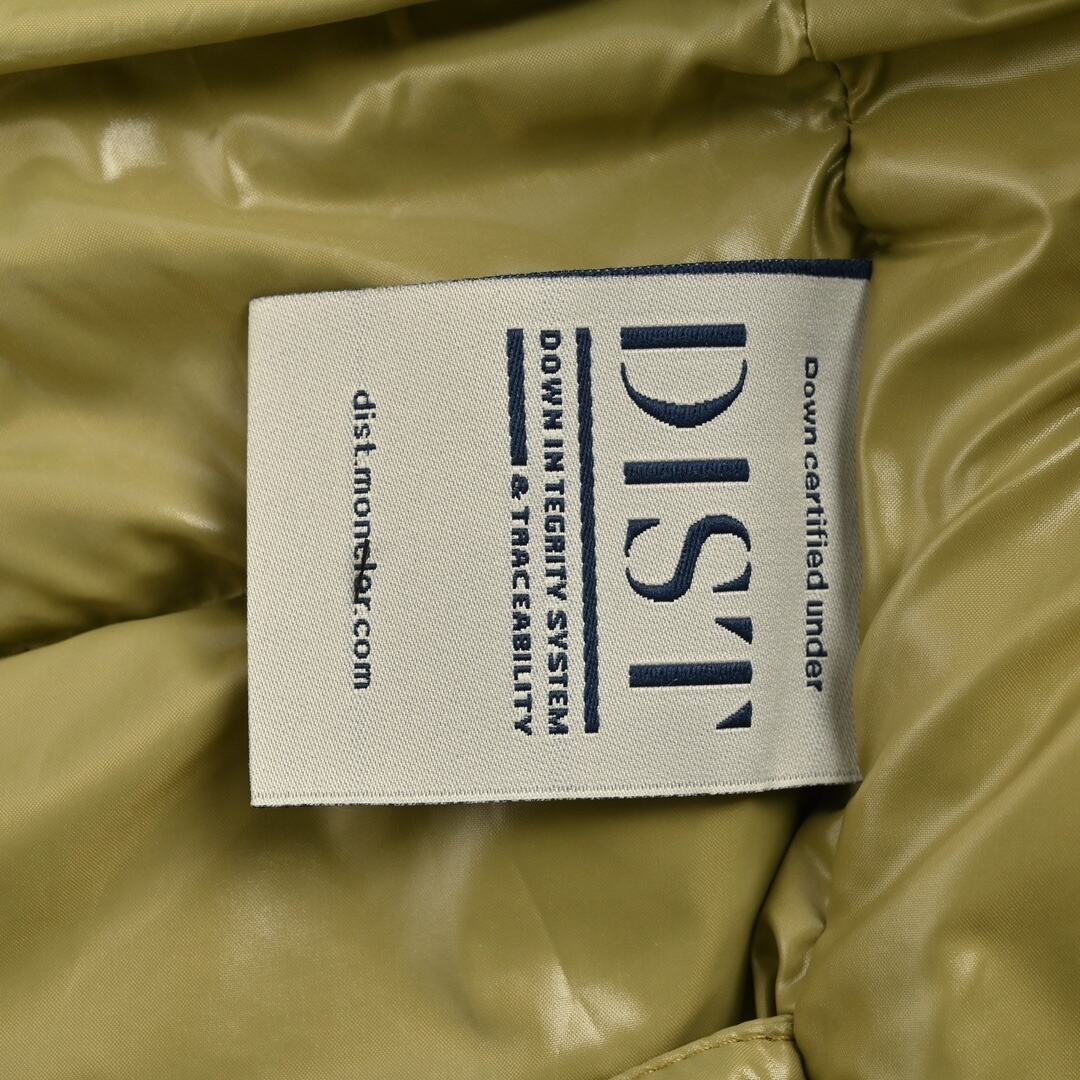 Down certified under
DIST
DOWN INTEGRITY SYSTEM
& TRACEABILITY
dist.moncler.com